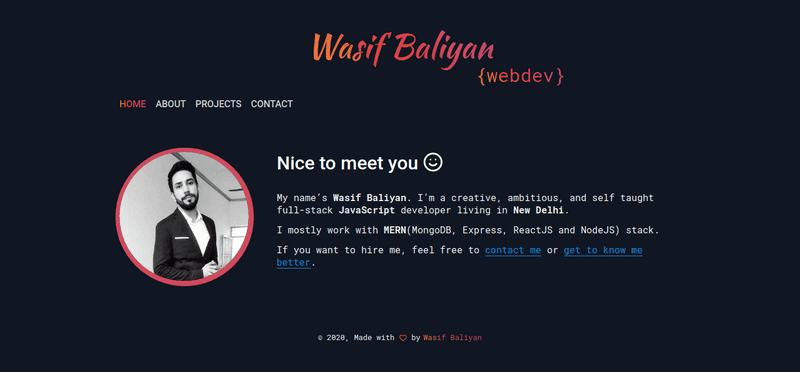 Wasif Baliyan
{webdev}
HOME ABOUT PROJECTS CONTACT
Nice to meet you
My name's Wasif Baliyan. I'm a creative, ambitious, and self taught
full-stack JavaScript developer living in New Delhi.
I mostly work with MERN(MongoDB, Express, ReactJS and NodeJS) stack.
If you want to hire me, feel free to contact me or get to know me
better.
© 2020, Made with ♡ by Wasif Baliyan